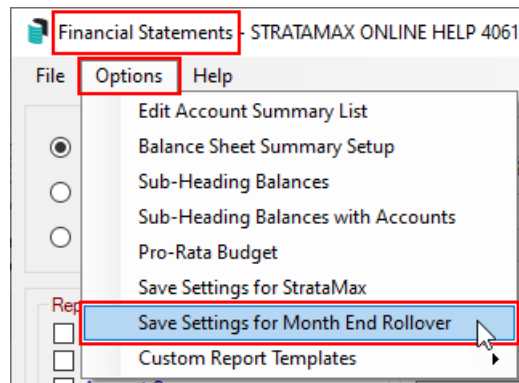 Financial Statements - STRATAMAX ONLINE HELP 4061
File Options Help
Edit Account Summary List
Balance Sheet Summary Setup
Sub-Heading Balances
Sub-Heading Balances with Accounts
Pro-Rata Budget
Save Settings for StrataMax
Rep
Save Settings for Month End Rollover
Custom Report Templates